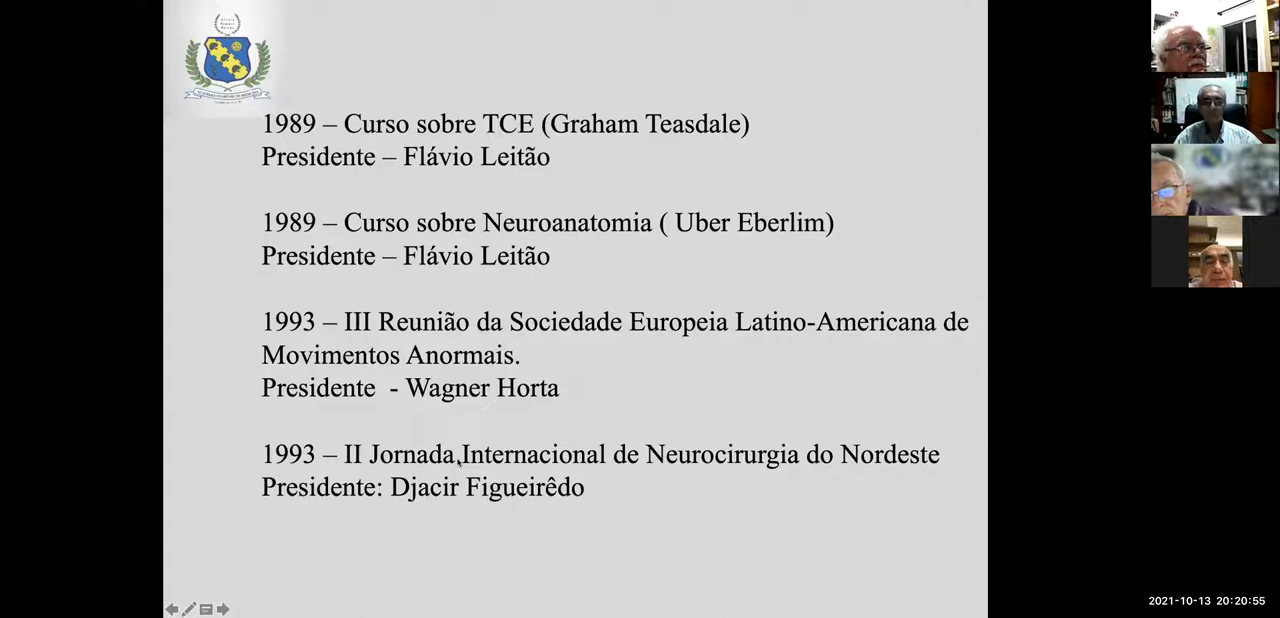 1989 – Curso sobre TCE (Graham Teasdale)
Presidente – Flávio Leitão
1989 – Curso sobre Neuroanatomia ( Uber Eberlim)
Presidente – Flávio Leitão
1993 – III Reunião da Sociedade Europeia Latino-Americana de
Movimentos Anormais.
Presidente  - Wagner Horta
1993 – II Jornada Internacional de Neurocirurgia do Nordeste
Presidente: Djacir Figueirêdo
2021-10-13 20:20:55